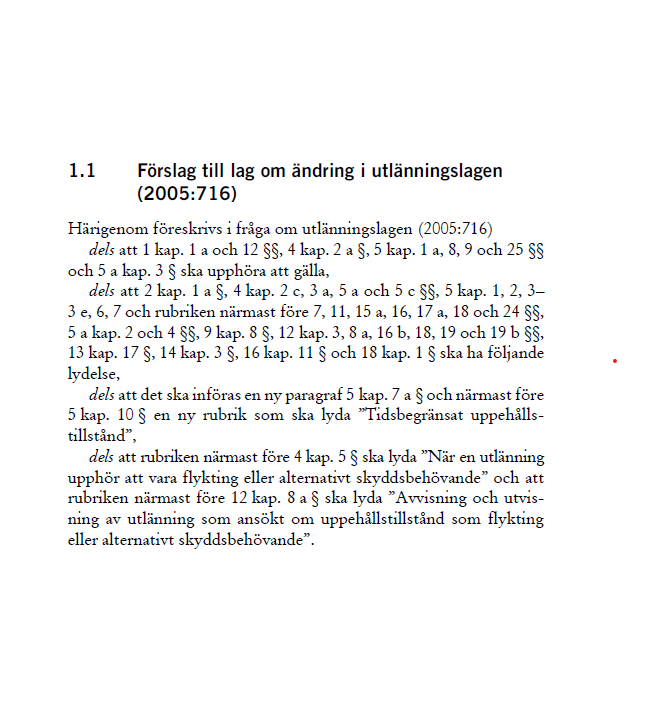 1.1 Förslag till lag om ändring i utlänningslagen
(2005:716)
Härigenom föreskrivs i fråga om utlänningslagen (2005:716)
dels att 1 kap. 1 a och 12 §§, 4 kap. 2 a §, 5 kap. 1 a, 8, 9 och 25 §§
och 5 a kap. 3 § ska upphöra att gälla,
dels att 2 kap. 1 a §, 4 kap. 2 c, 3 a, 5 a och 5 c §§, 5 kap. 1, 2, 3–
3 e, 6, 7 och rubriken närmast före 7, 11, 15 a, 16, 17 a, 18 och 24 §§,
5 a kap. 2 och 4 §§, 9 kap. 8 §, 12 kap. 3, 8 a, 16 b, 18, 19 och 19 b §§,
13 kap. 17 §, 14 kap. 3 §, 16 kap. 11 § och 18 kap. 1 § ska ha följande
lydelse,
dels att det ska införas en ny paragraf 5 kap. 7 a § och närmast före
5 kap. 10 § en ny rubrik som ska lyda ”Tidsbegränsat uppehålls-
tillstånd”,
dels att rubriken närmast före 4 kap. 5 § ska lyda ”När en utlänning
upphör att vara flykting eller alternativt skyddsbehövande” och att
rubriken närmast före 12 kap. 8 a § ska lyda ”Avvisning och utvis-
ning av utlänning som ansökt om uppehållstillstånd som flykting
eller alternativt skyddsbehövande”.